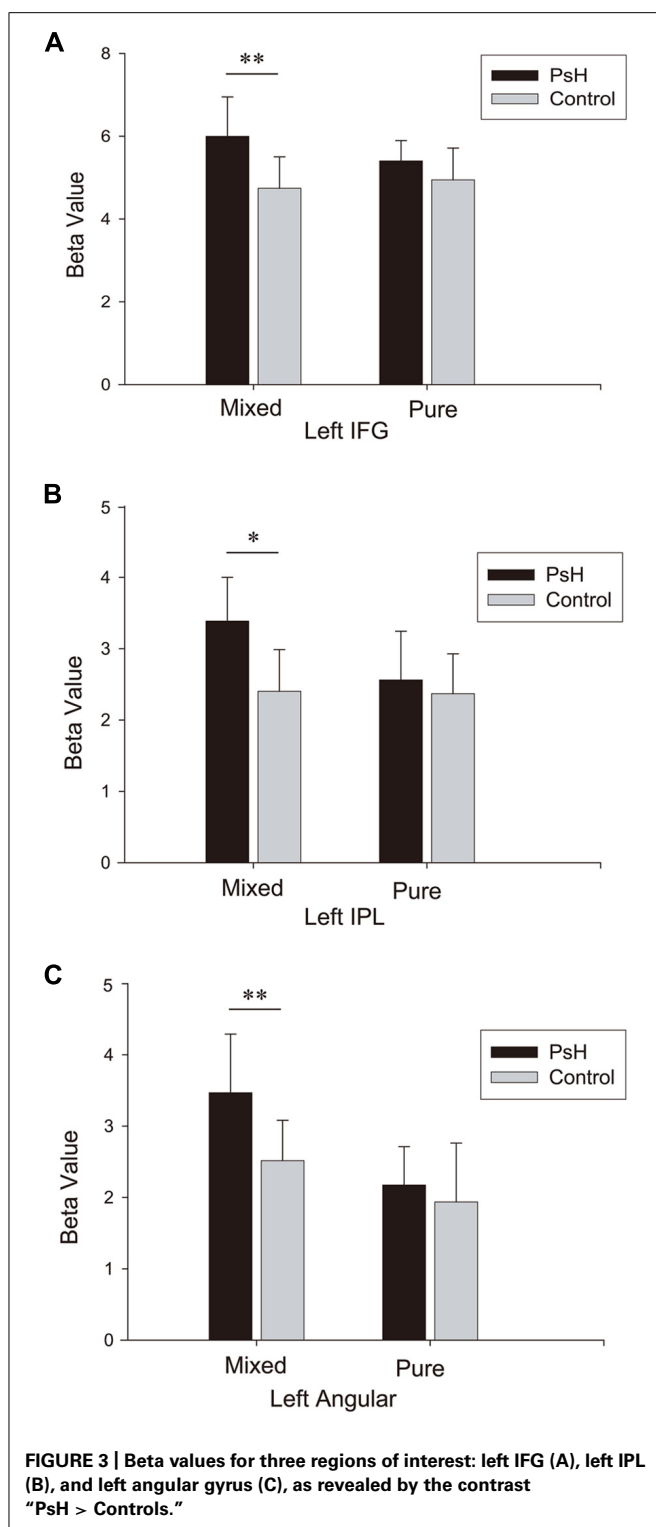 A
8
6
4
2
0
Beta Value
**
PsH
Control
Mixed
Pure
Left IFG
B
5
4
3
2
1
0
Beta Value
*
PsH
Control
Mixed
Pure
Left IPL
C
5
4
3
2
1
0
Beta Value
**
PsH
Control
Mixed
Pure
Left Angular
FIGURE 3 | Beta values for three regions of interest: left IFG (A), left IPL
(B), and left angular gyrus (C), as revealed by the contrast
“PsH > Controls.”